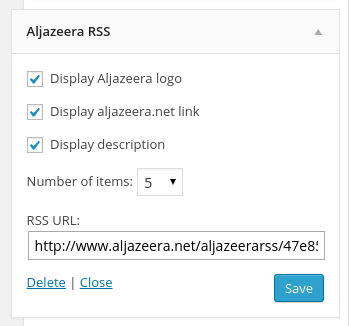 Aljazeera RSS
Display Aljazeera logo
Display aljazeera.net link
Display description
Number of items: 5
RSS URL:
http://www.aljazeera.net/aljazeerarss/47e8
Delete | Close
Save